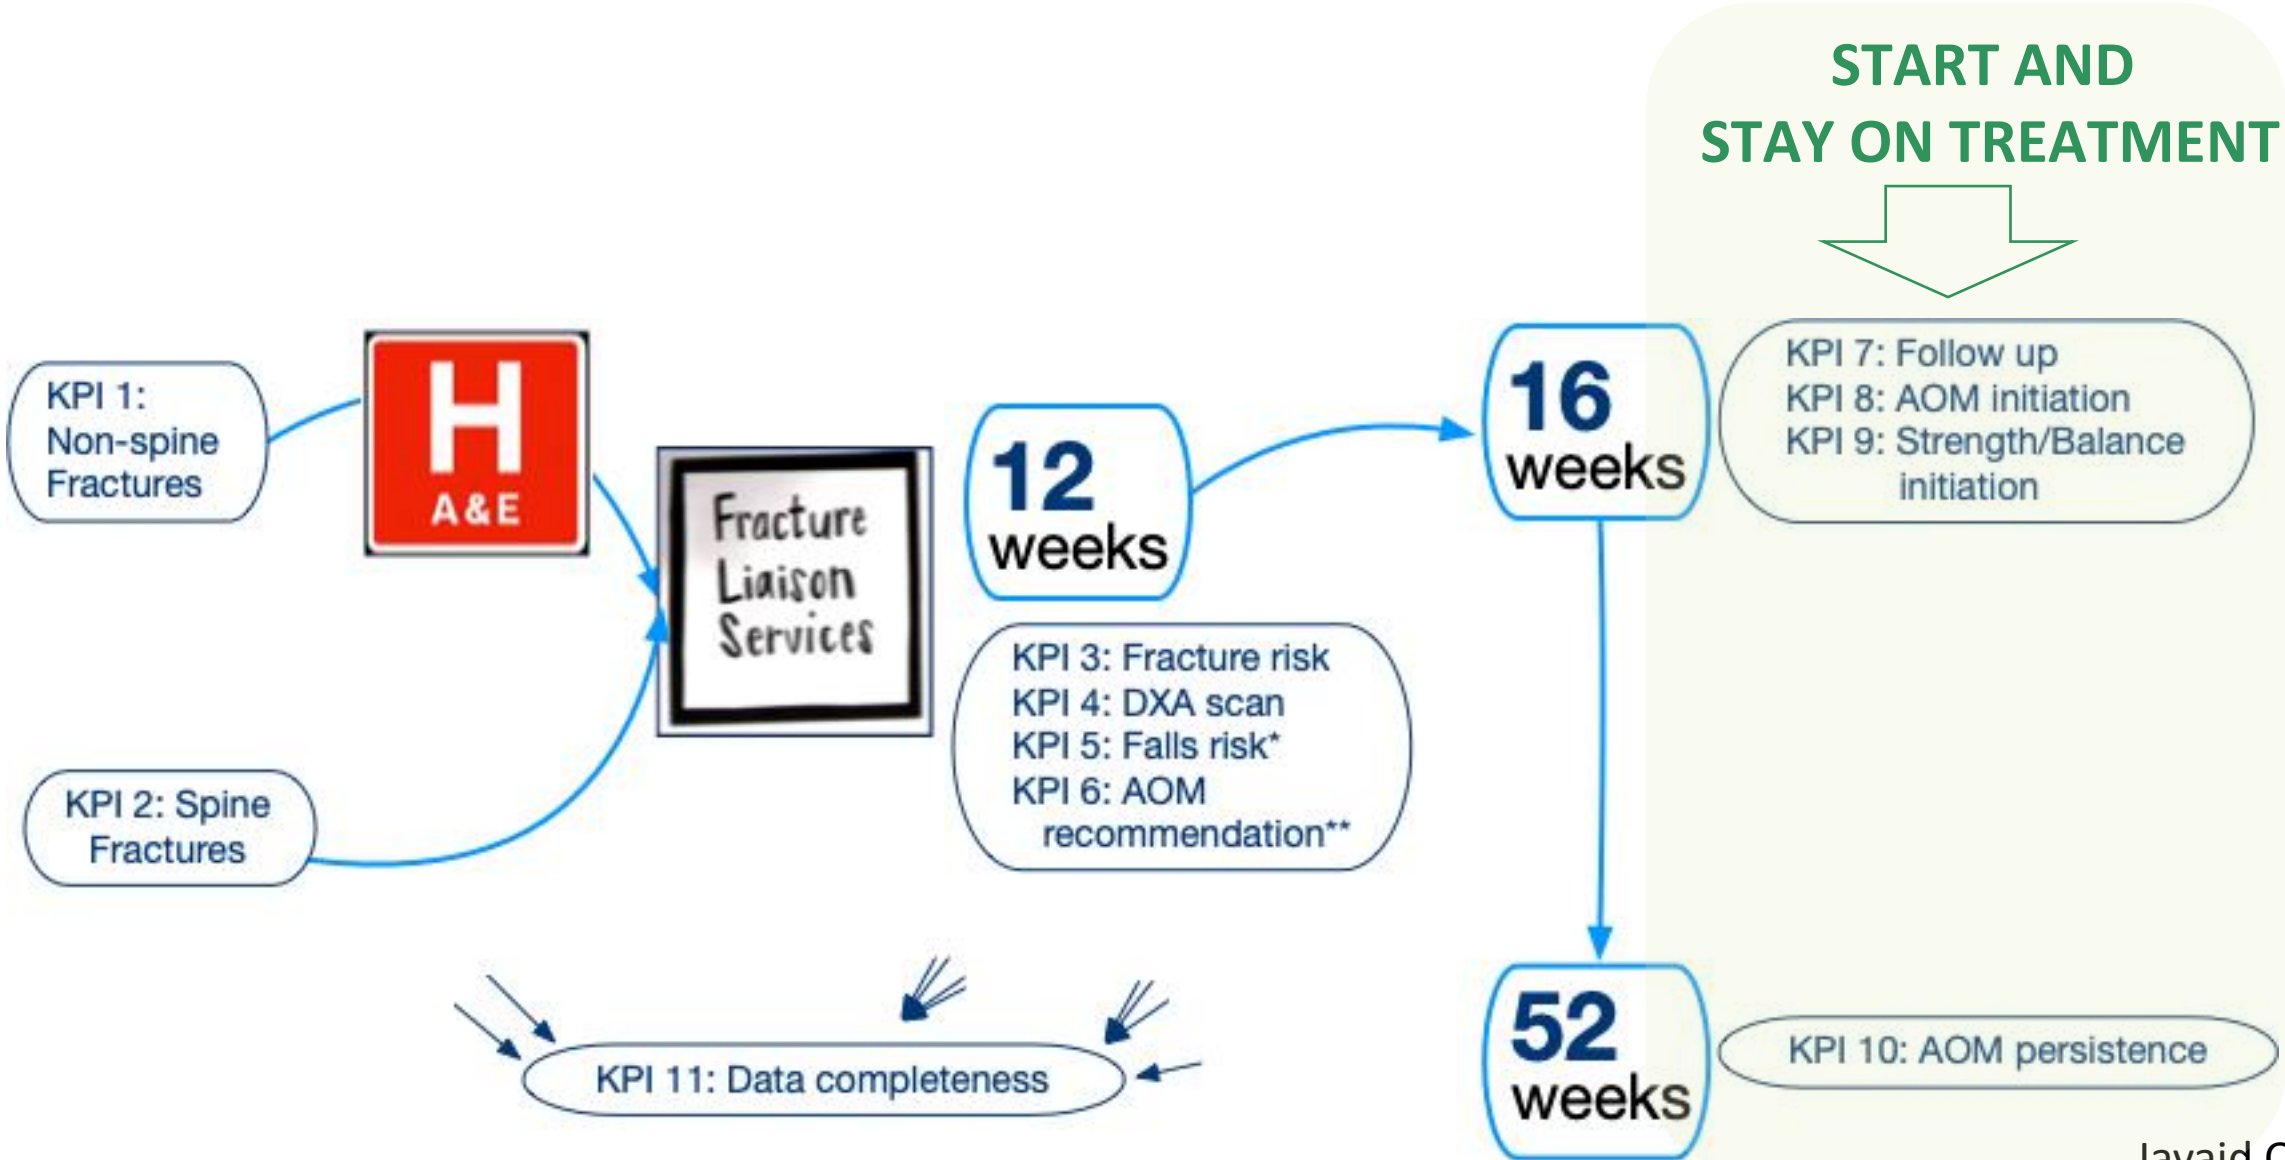 START AND
STAY ON TREATMENT
KPI 1:
Non-spine
Fractures
H
A&E
Fracture
Liaison
Services
KPI 2: Spine
Fractures
12
weeks
KPI 3: Fracture risk
KPI 4: DXA scan
KPI 5: Falls risk*
KPI 6: AOM
recommendation**
16
weeks
KPI 7: Follow up
KPI 8: AOM initiation
KPI 9: Strength/Balance
initiation
52
weeks
KPI 10: AOM persistence
KPI 11: Data completeness